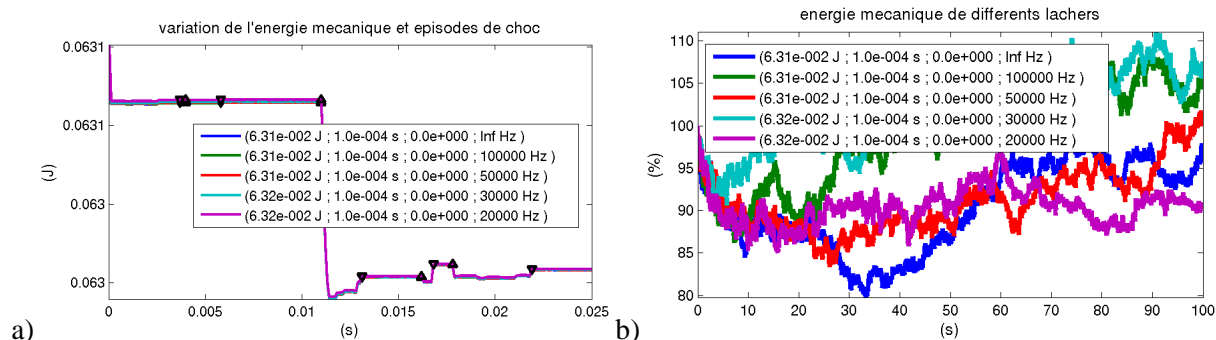 variation de l'energie mecanique et episodes de choc
0.0631
0.0631
0.063
0.063
(J)
(6.31e-002 J ; 1.0e-004 s ; 0.0e+000 ; Inf Hz )
(6.31e-002 J ; 1.0e-004 s ; 0.0e+000 ; 100000 Hz )
(6.31e-002 J ; 1.0e-004 s ; 0.0e+000 ; 50000 Hz )
(6.32e-002 J ; 1.0e-004 s ; 0.0e+000 ; 30000 Hz )
(6.32e-002 J ; 1.0e-004 s ; 0.0e+000 ; 20000 Hz )
0 0.005 0.01 0.015 0.02 0.025
(s)
a)
energie mecanique de differents lachers
110
105
100
95
90
85
80
(%)
(6.31e-002 J ; 1.0e-004 s ; 0.0e+000 ; Inf Hz )
(6.31e-002 J ; 1.0e-004 s ; 0.0e+000 ; 100000 Hz )
(6.31e-002 J ; 1.0e-004 s ; 0.0e+000 ; 50000 Hz )
(6.32e-002 J ; 1.0e-004 s ; 0.0e+000 ; 30000 Hz )
(6.32e-002 J ; 1.0e-004 s ; 0.0e+000 ; 20000 Hz )
0 10 20 30 40 50 60 70 80 90 100
(s)
b)